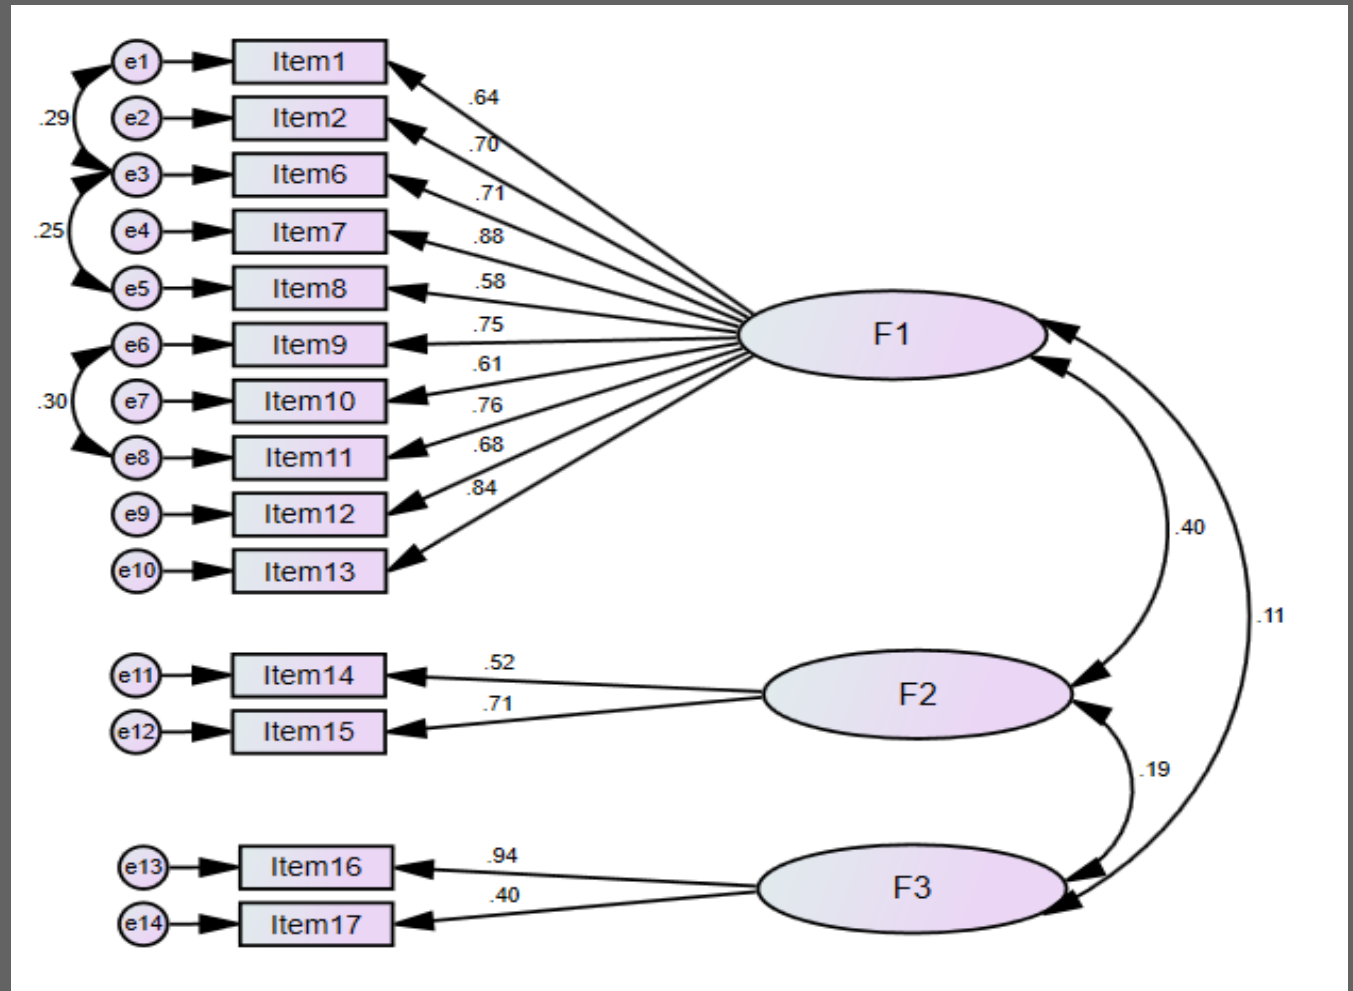 e1 Item1 .64
.29 e2 Item2 .70
e3 Item6 .71
.25 e4 Item7 .88
e5 Item8 .58
e6 Item9 .75
F1
.30 e7 Item10 .61
e8 Item11 .76
e9 Item12 .68
e10 Item13 .84
.40
.11
e11 Item14 .52
e12 Item15 .71
F2
.19
e13 Item16 .94
e14 Item17 .40
F3